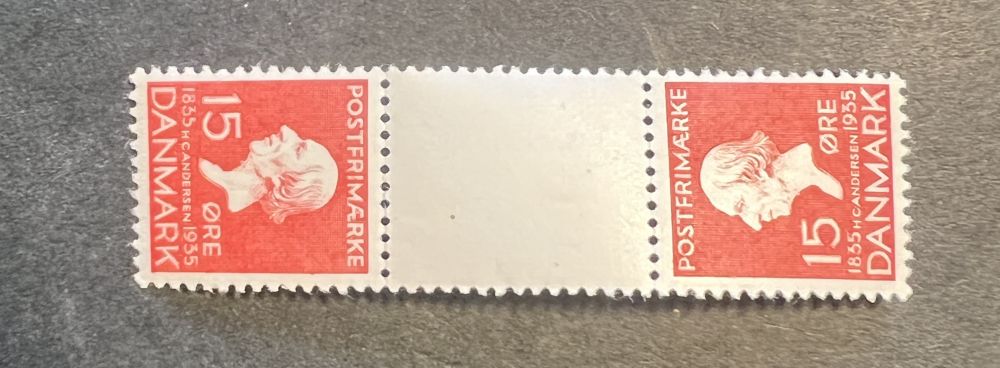 POSTFRIMÆRKE
15 ØRE
1835 H.C.ANDERSEN 1935
DANMARK
POSTFRIMÆRKE
15 ØRE
1835 H.C.ANDERSEN 1935
DANMARK